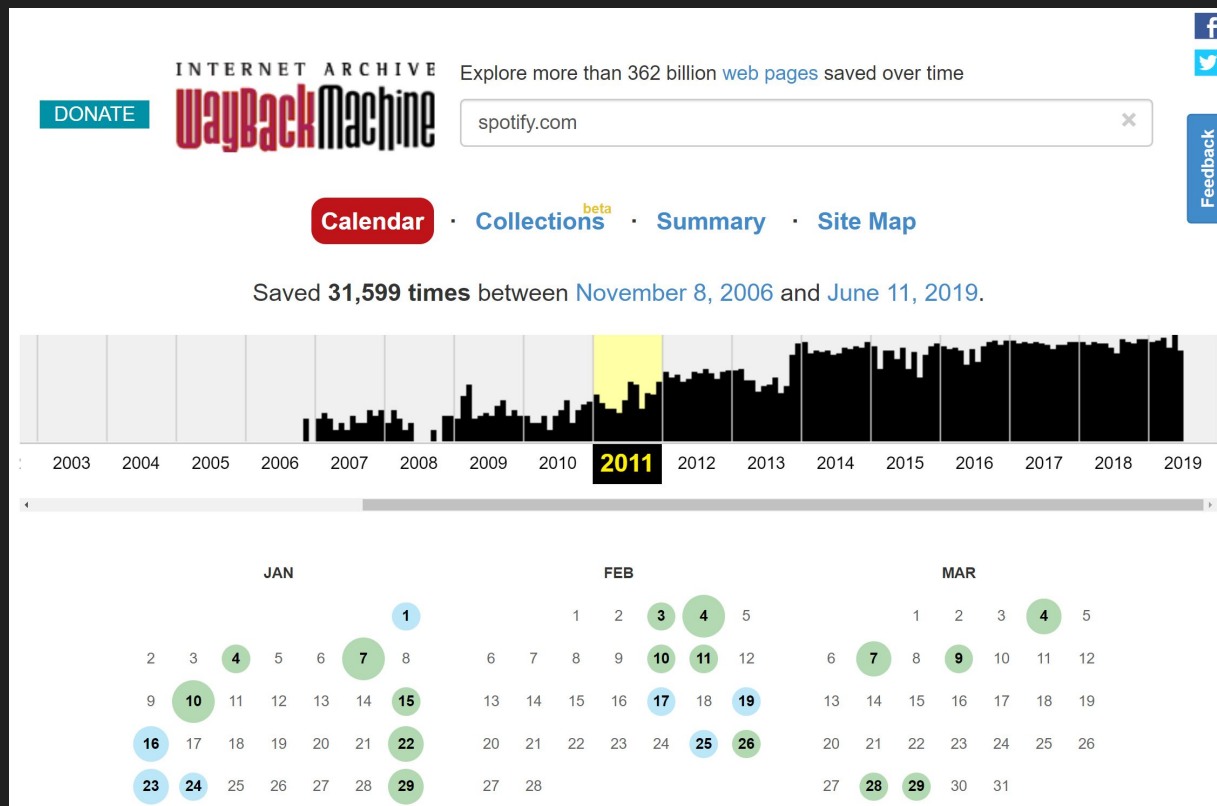 INTERNET ARCHIVE
WayBackMachine
DONATE
Explore more than 362 billion web pages saved over time
spotify.com
Feedback
Calendar · Collections beta · Summary · Site Map
Saved 31,599 times between November 8, 2006 and June 11, 2019.
2003 2004 2005 2006 2007 2008 2009 2010 2011 2012 2013 2014 2015 2016 2017 2018 2019
JAN
1
2 3 4 5 6 7 8
9 10 11 12 13 14 15
16 17 18 19 20 21 22
23 24 25 26 27 28 29
FEB
1 2 3 4 5
6 7 8 9 10 11 12
13 14 15 16 17 18 19
20 21 22 23 24 25 26
27 28
MAR
1 2 3 4 5
6 7 8 9 10 11 12
13 14 15 16 17 18 19
20 21 22 23 24 25 26
27 28 29 30 31